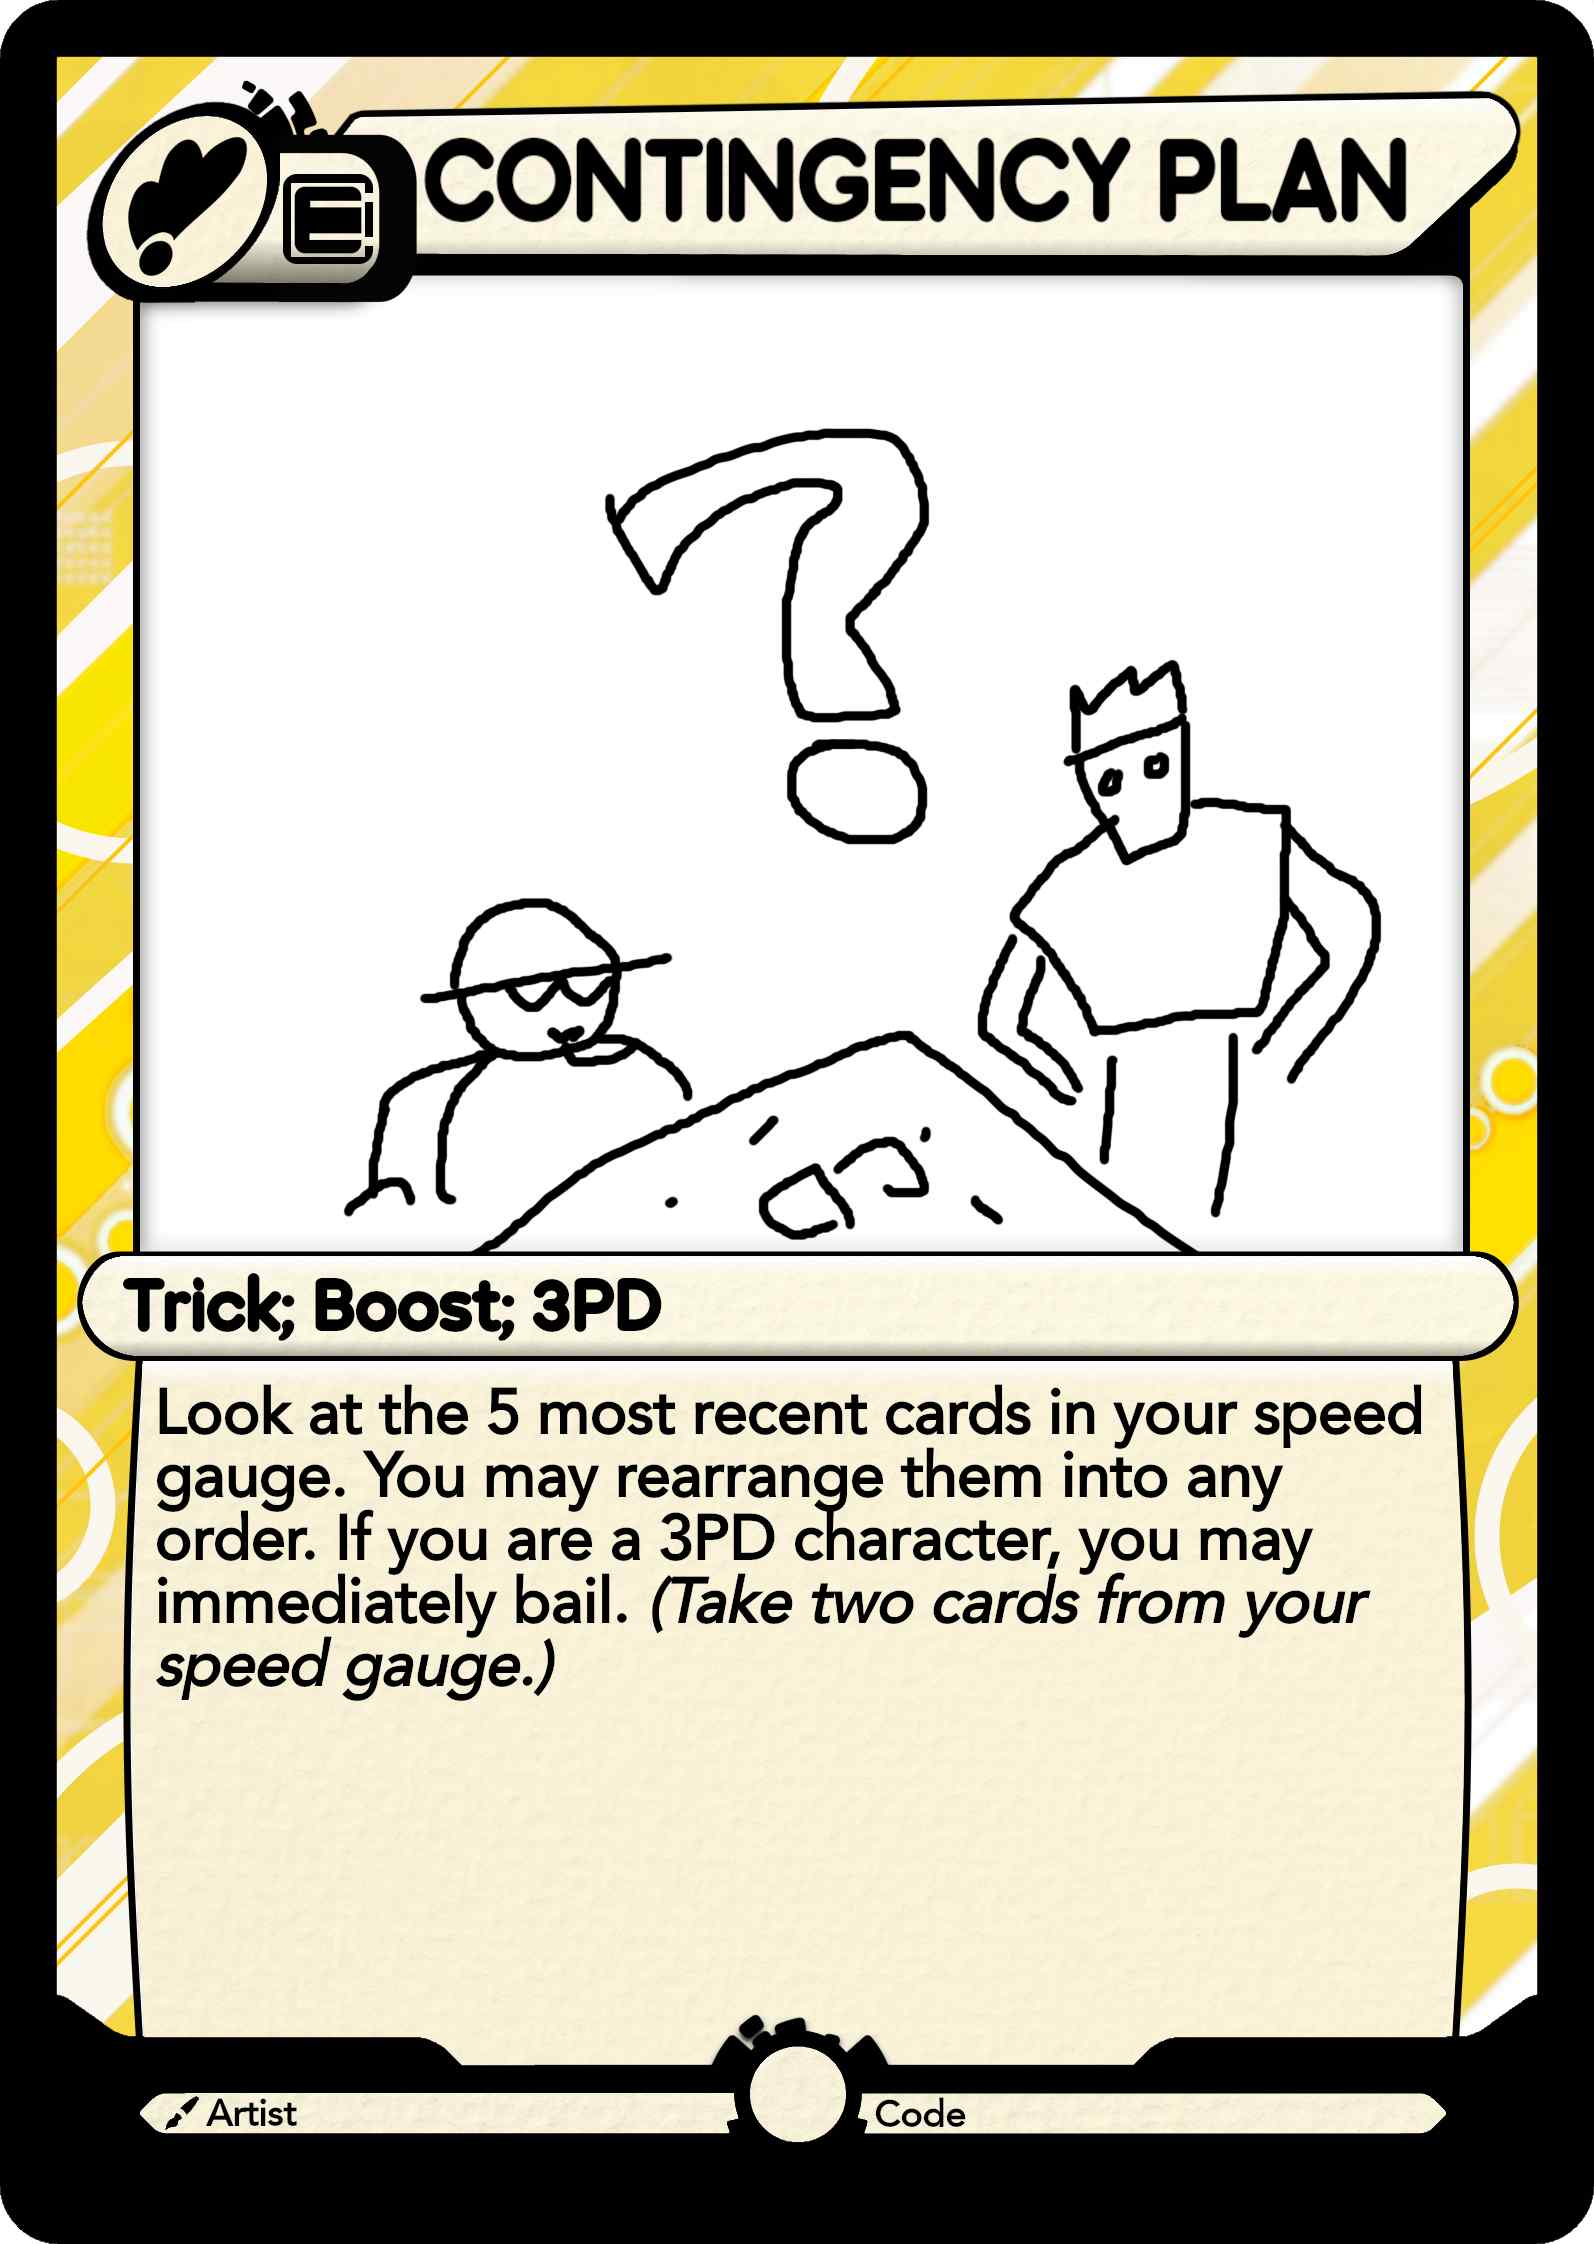 E
CONTINGENCY PLAN
?
Trick; Boost; 3PD
Look at the 5 most recent cards in your speed
gauge. You may rearrange them into any
order. If you are a 3PD character, you may
immediately bail. (Take two cards from your
speed gauge.)
Artist
Code